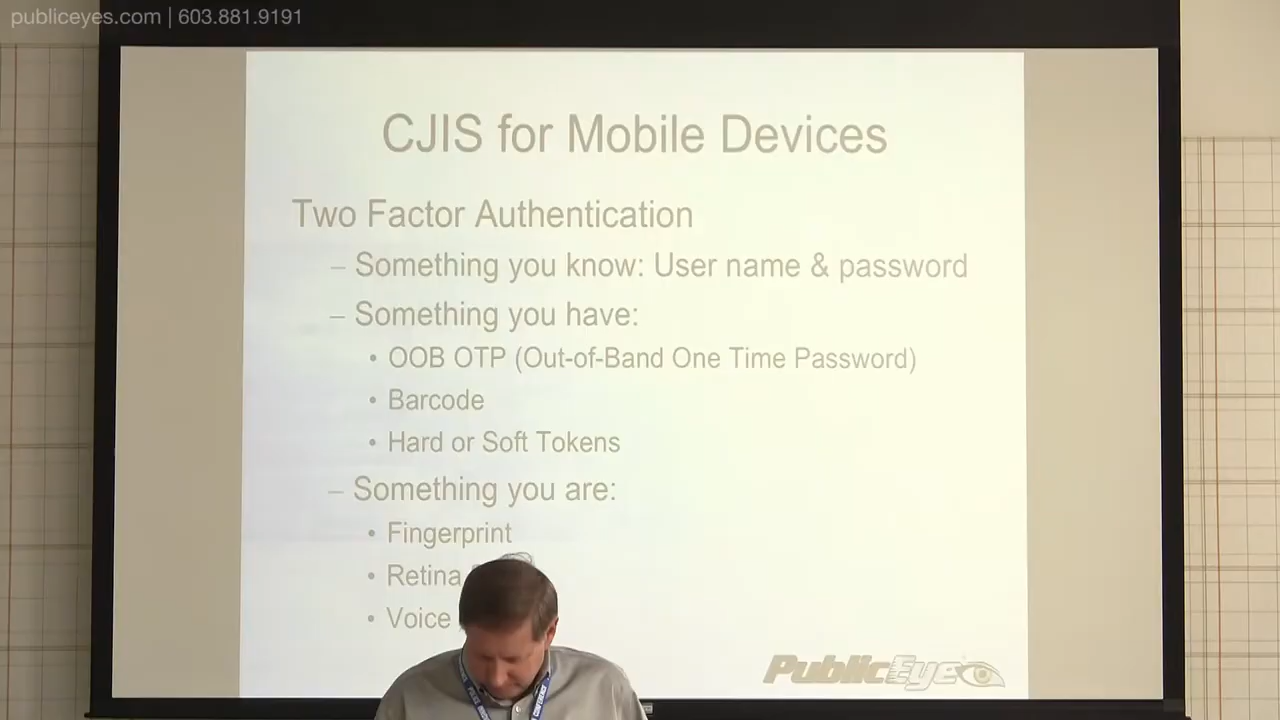 publiceyes.com | 603.881.9191
CJIS for Mobile Devices
Two Factor Authentication
– Something you know: User name & password
– Something you have:
• OOB OTP (Out-of-Band One Time Password)
• Barcode
• Hard or Soft Tokens
– Something you are:
• Fingerprint
• Retina
• Voice
PublicEye